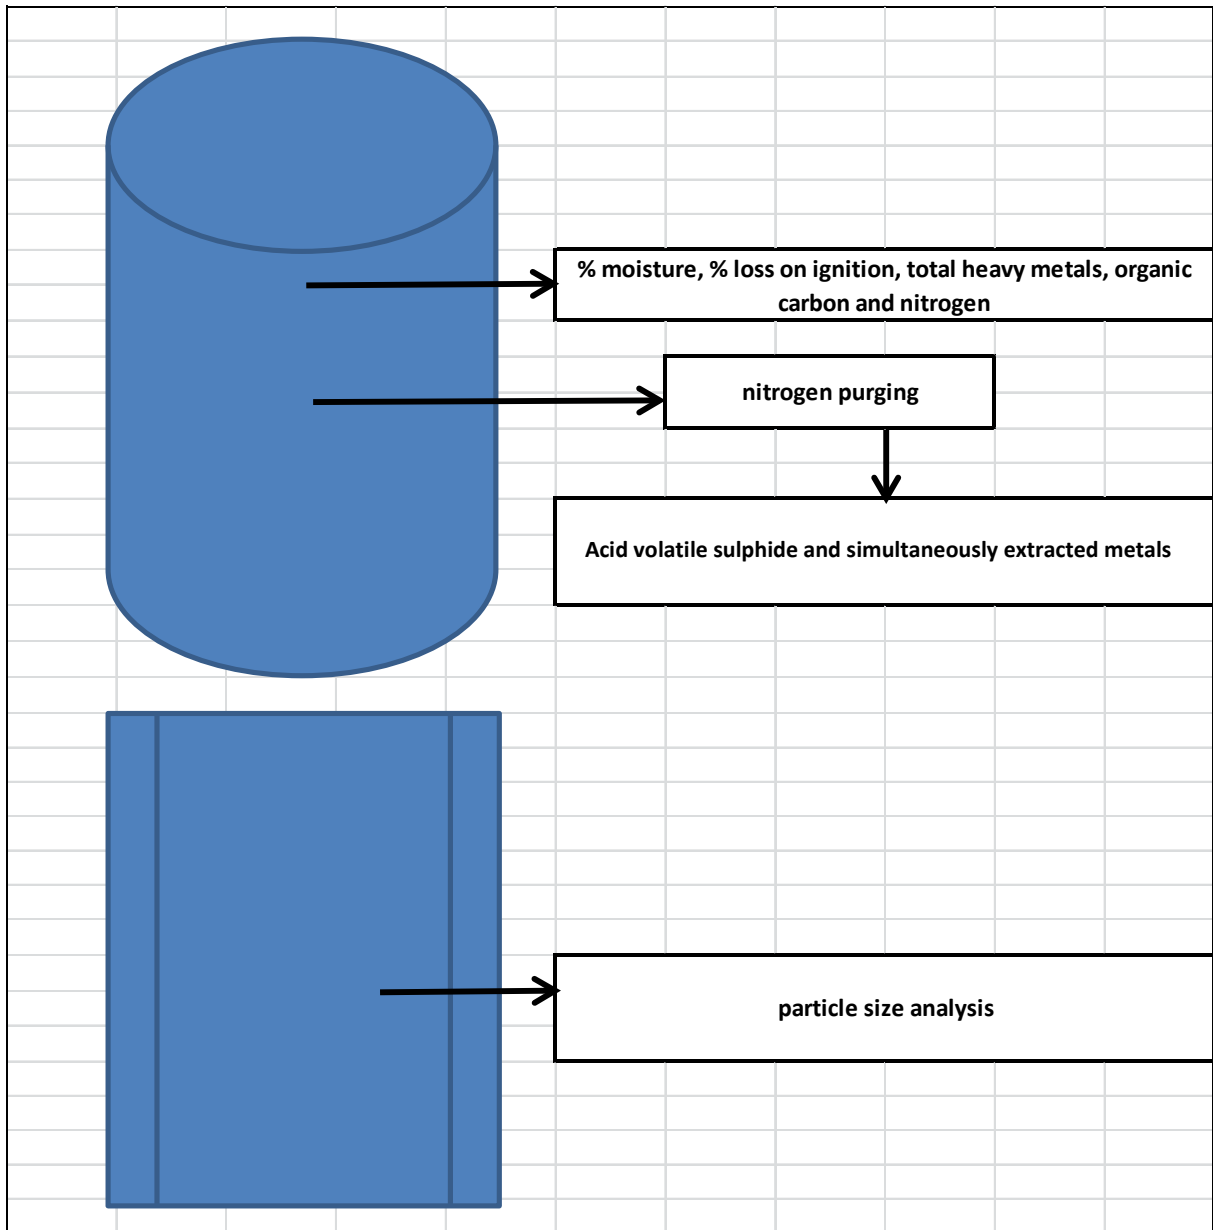 % moisture, % loss on ignition, total heavy metals, organic
carbon and nitrogen
nitrogen purging
Acid volatile sulphide and simultaneously extracted metals
particle size analysis